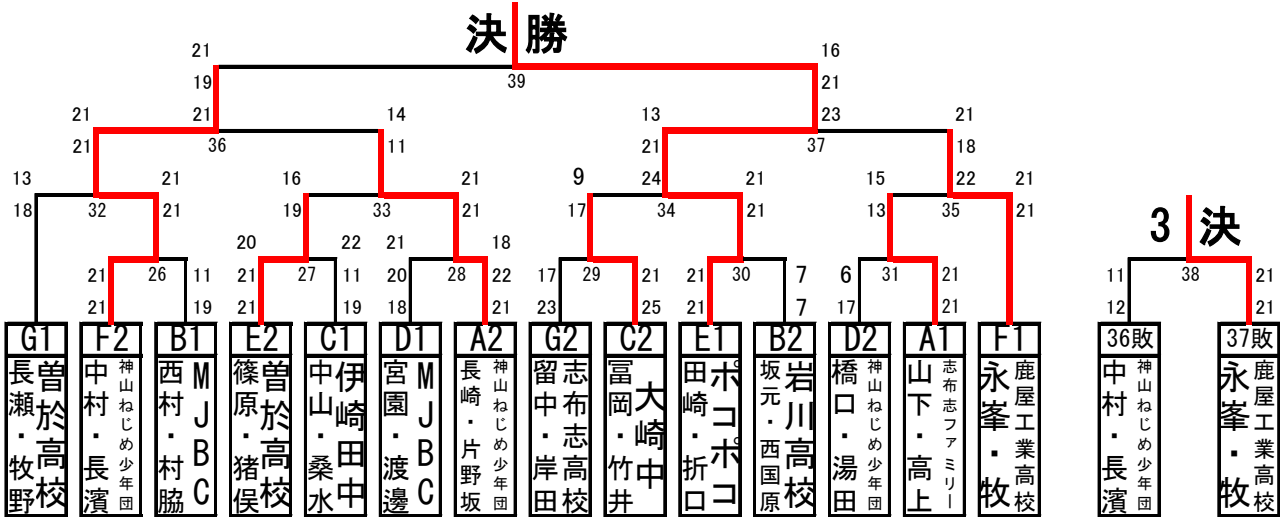 決勝
21 16
19 39 21
21 21 14 13 23 21
21 36 11 21 37 18
13 21 16 21 9 24 21 15 22 21
18 32 21 19 33 21 17 34 21 13 35 21
3決
20 22 21 18
21 26 11 21 27 11 20 28 22 17 29 21 21 30 7 6 31 21 11 38 21
21 19 21 19 18 21 23 25 21 7 17 21 12 21
G1 F2 B1 E2 C1 D1 A2 G2 C2 E1 B2 D2 A1 F1 36敗 37敗
曽於高校
長瀬・牧野
神山ねじめ少年団
中村・長濱
MJBC
西村・村脇
曽於高校
篠原・猪俣
伊崎田中
中山・桑水
MJBC
宮園・渡邊
神山ねじめ少年団
長崎・片野坂
志布志高校
留中・岸田
大崎中
冨岡・竹井
ポコポコ
田崎・折口
岩川高校
坂元・西国原
神山ねじめ少年団
橋口・湯田
志布志ファミリー
山下・高上
鹿屋工業高校
永峯・牧
神山ねじめ少年団
中村・長濱
鹿屋工業高校
永峯・牧